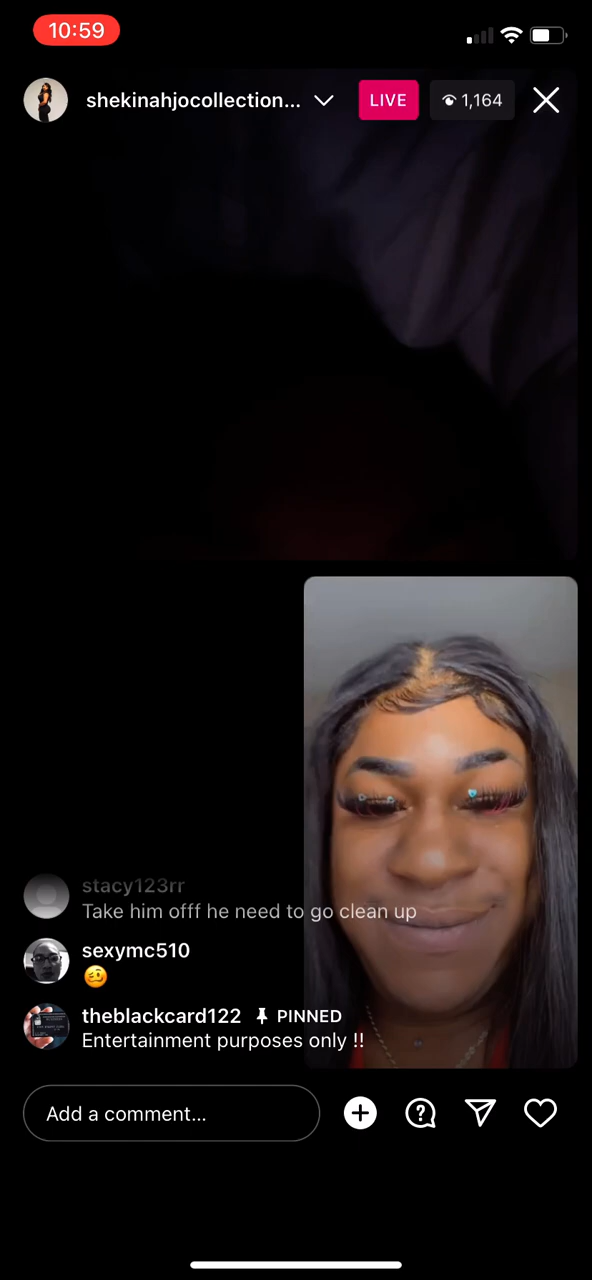 10:59
shekinahjocollection...
LIVE
1,164
stacy123rr
Take him offf he need to go clean up
sexymc510
🥴
theblackcard122 PINNED
Entertainment purposes only !!
Add a comment...